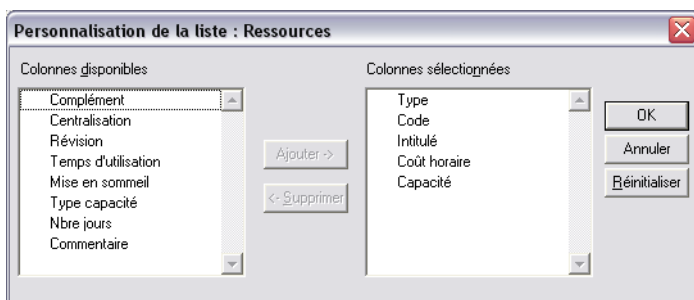 Personnalisation de la liste : Ressources
Colonnes disponibles
Complément
Centralisation
Révision
Temps d'utilisation
Mise en sommeil
Type capacité
Nbre jours
Commentaire
Ajouter ->
<- Supprimer
Colonnes sélectionnées
Type
Code
Intitulé
Coût horaire
Capacité
OK
Annuler
Réinitialiser